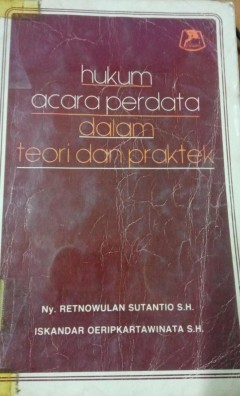 hukum
acara perdata
dalam
teori dan praktek
Ny. RETNOWULAN SUTANTIO S.H.
ISKANDAR OERIPKARTAWINATA S.H.